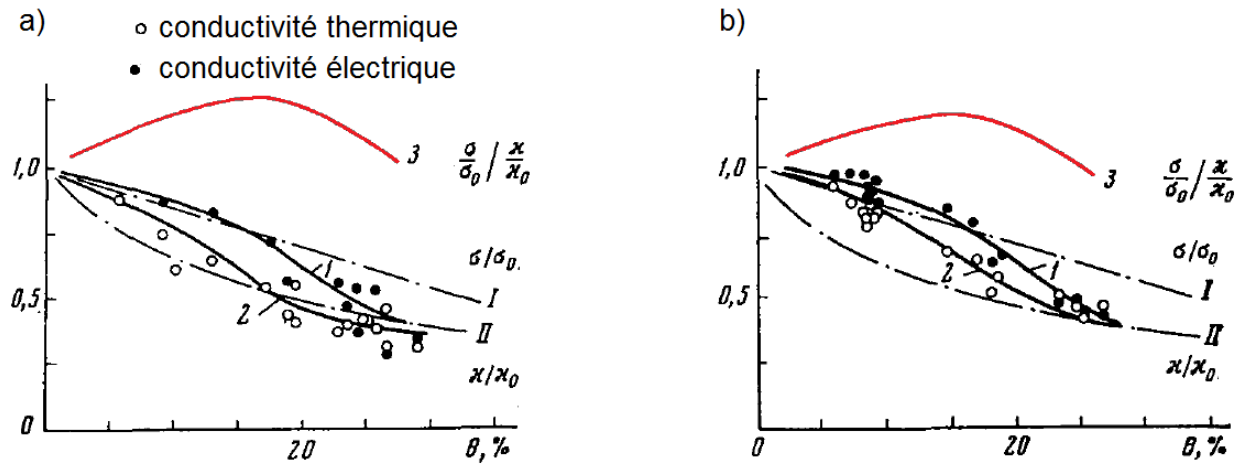 a)
conductivité thermique
conductivité électrique
3
σ/σ₀ / ϰ/ϰ₀
1,0
σ/σ₀
1
I
0,5
2
II
ϰ/ϰ₀
0
20
θ, %
b)
3
σ/σ₀ / ϰ/ϰ₀
1,0
σ/σ₀
1
2
I
0,5
II
ϰ/ϰ₀
0
20
θ, %